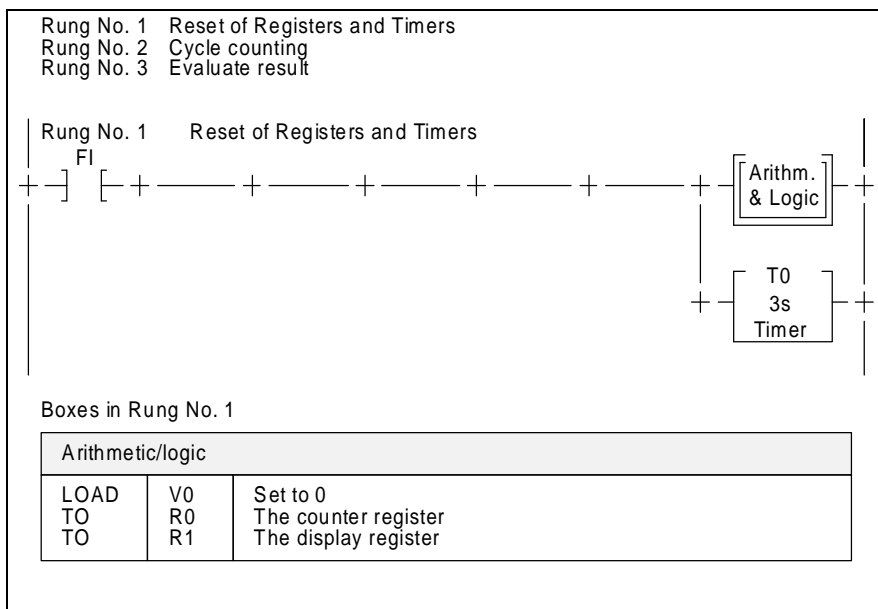 Rung No. 1 Reset of Registers and Timers
Rung No. 2 Cycle counting
Rung No. 3 Evaluate result
Rung No. 1 Reset of Registers and Timers
FI
Arithm.
& Logic
T0
3s
Timer
Boxes in Rung No. 1
Arithmetic/logic
LOAD V0 Set to 0
TO R0 The counter register
TO R1 The display register